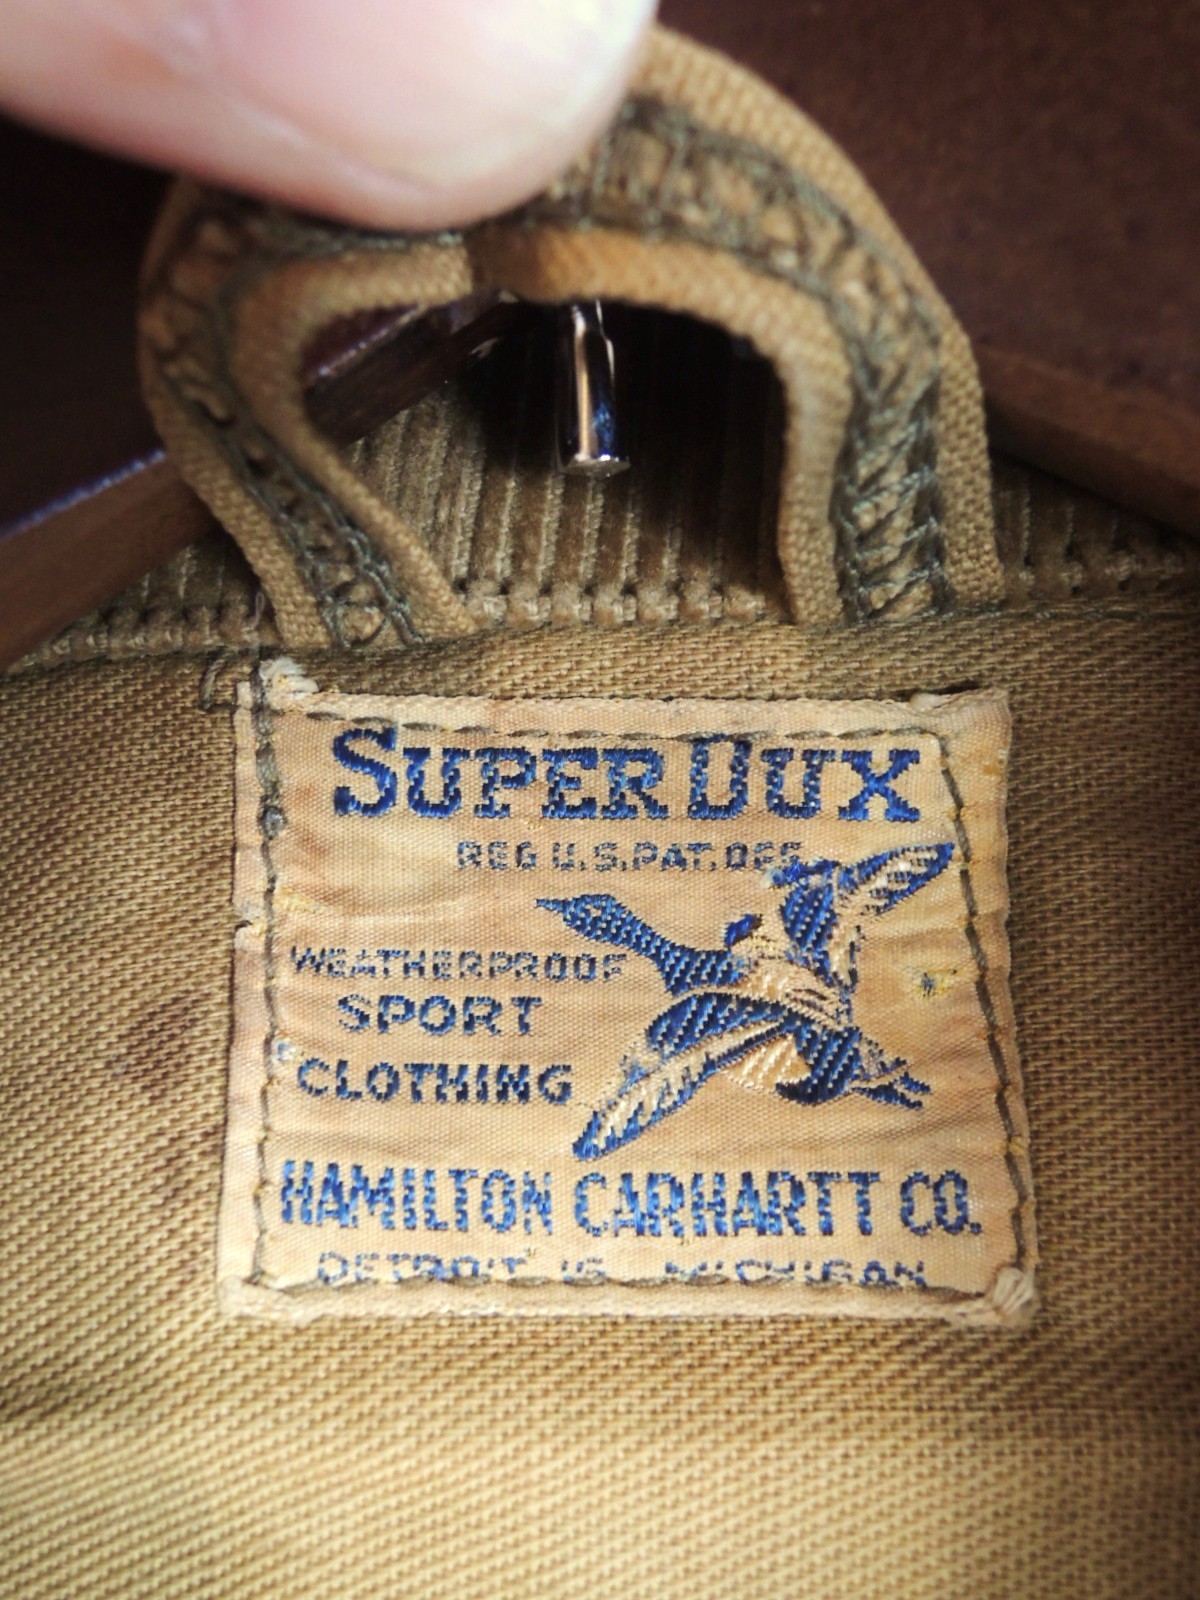 SUPER DUX
REG U.S. PAT. OFF.
WEATHERPROOF
SPORT
CLOTHING
HAMILTON CARHARTT CO.
DETROIT 16, MICHIGAN